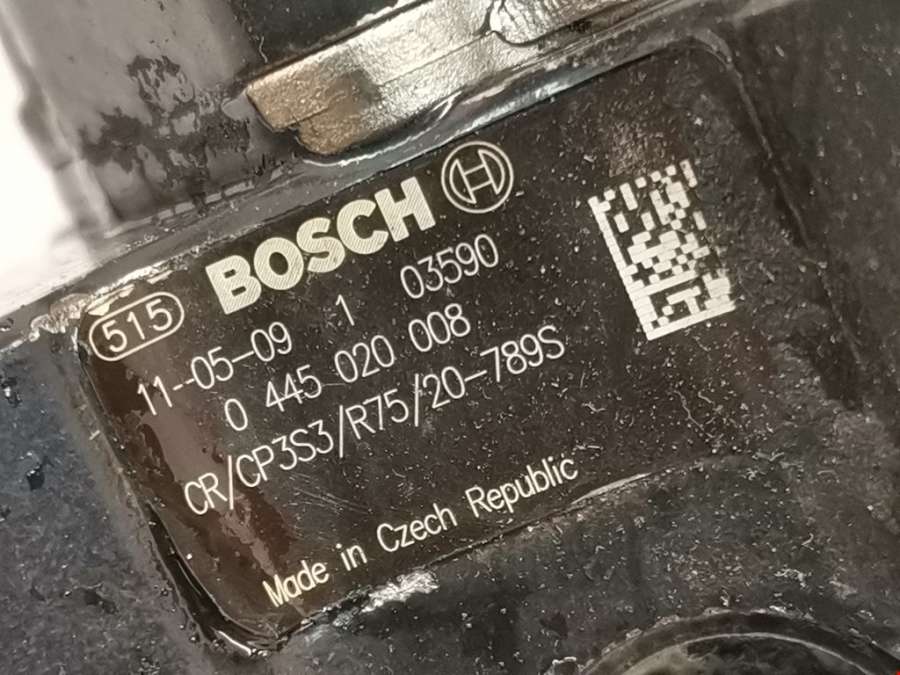 BOSCH
515
11-05-09 1 03590
0 445 020 008
CR/CP3S3/R75/20-789S
Made in Czech Republic